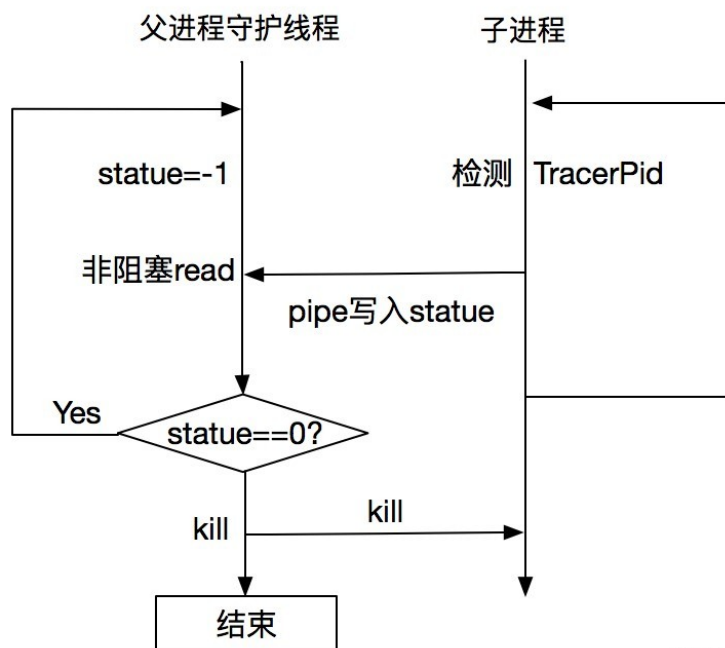 父进程守护线程
子进程
statue=-1
检测 TracerPid
非阻塞read
pipe写入statue
Yes
statue==0?
kill
kill
结束